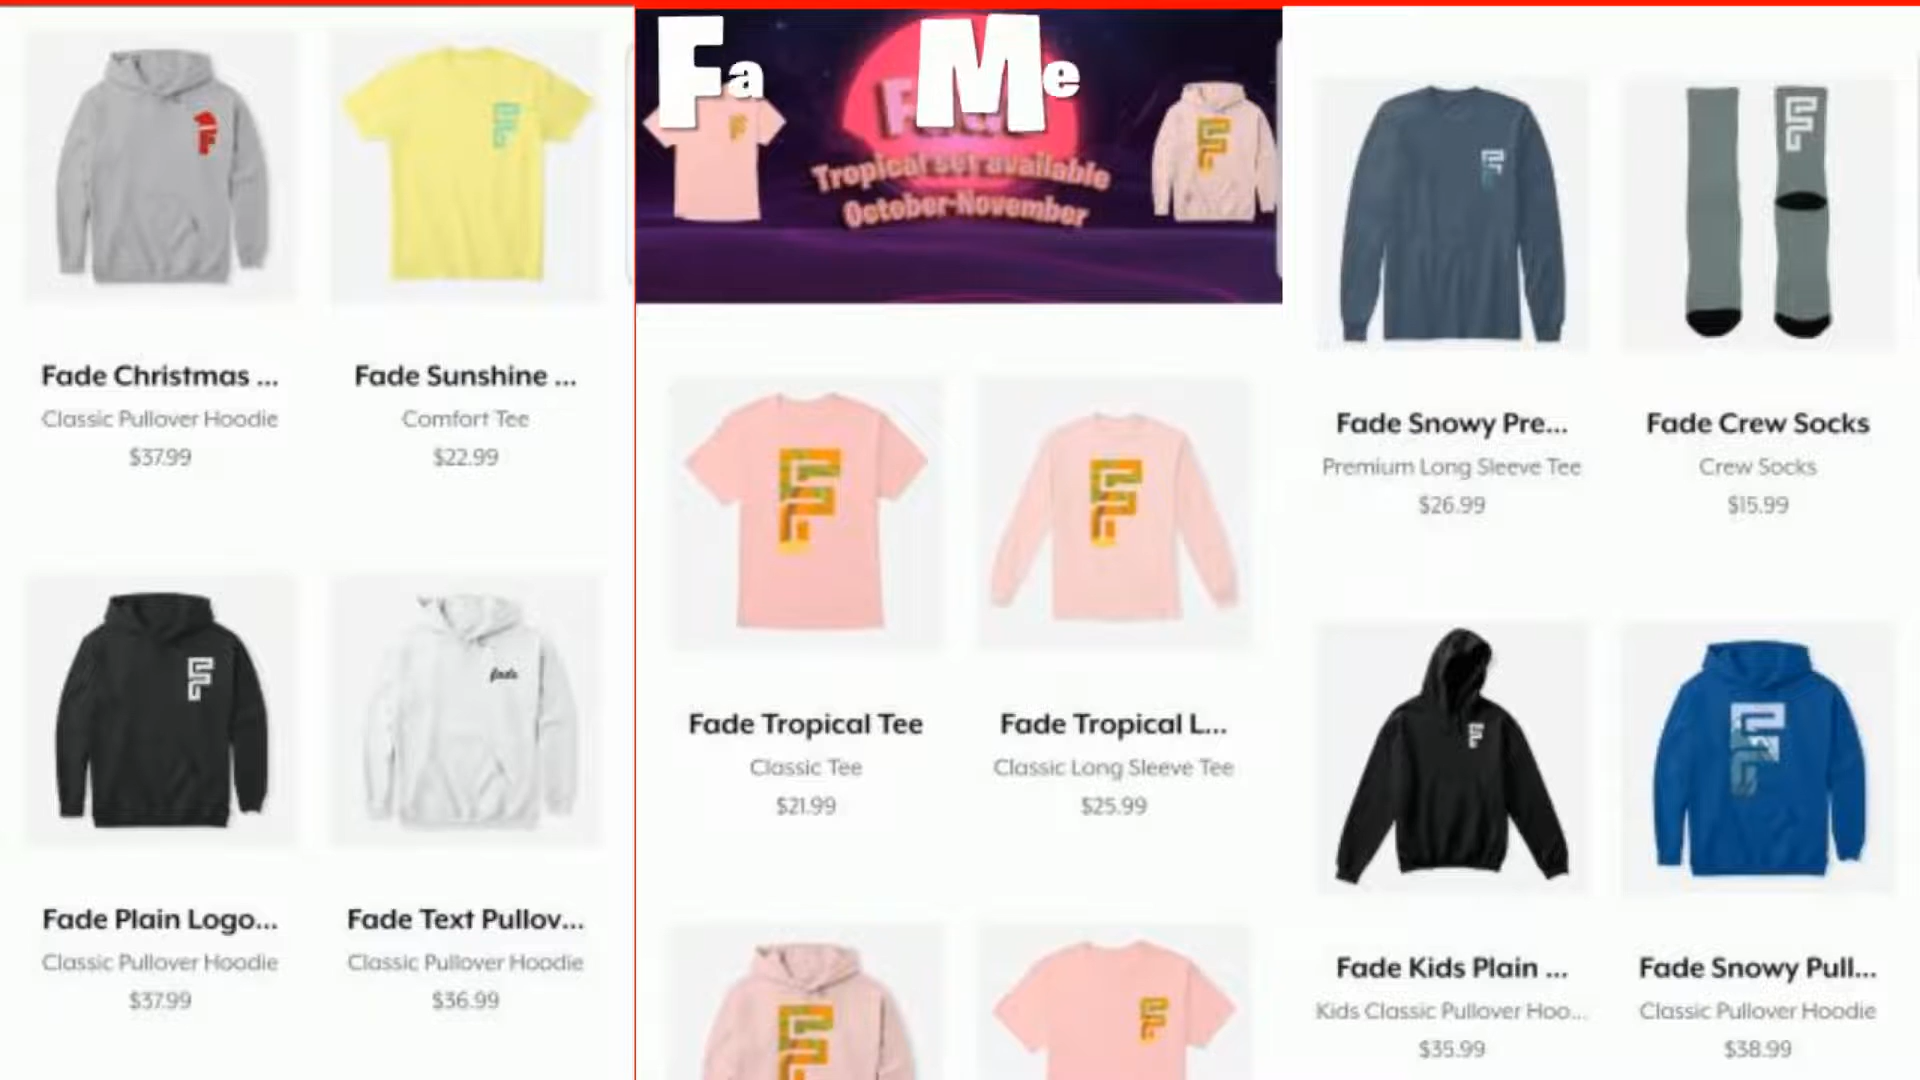 Fa Me
Tropical set available
October-November
Fade Christmas ...
Classic Pullover Hoodie
$37.99
Fade Sunshine ...
Comfort Tee
$22.99
fade
Fade Plain Logo...
Classic Pullover Hoodie
$37.99
Fade Text Pullov...
Classic Pullover Hoodie
$36.99
Fade Tropical Tee
Classic Tee
$21.99
Fade Tropical L...
Classic Long Sleeve Tee
$25.99
Fade Snowy Pre...
Premium Long Sleeve Tee
$26.99
Fade Crew Socks
Crew Socks
$15.99
Fade Kids Plain ...
Kids Classic Pullover Hoo...
$35.99
Fade Snowy Pull...
Classic Pullover Hoodie
$38.99